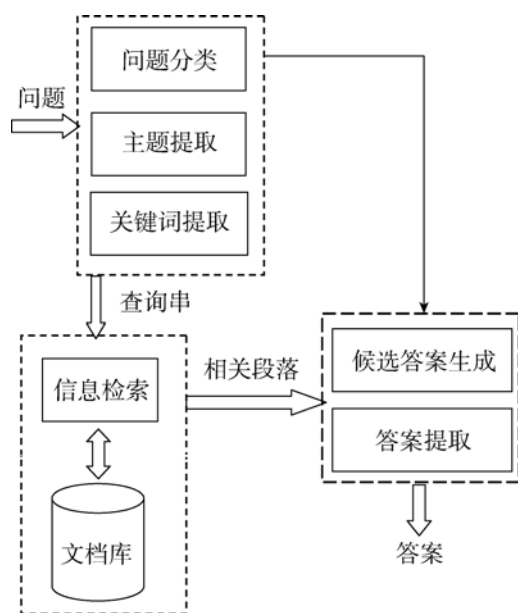 问题分类
问题
主题提取
关键词提取
查询串
信息检索
相关段落
候选答案生成
答案提取
文档库
答案